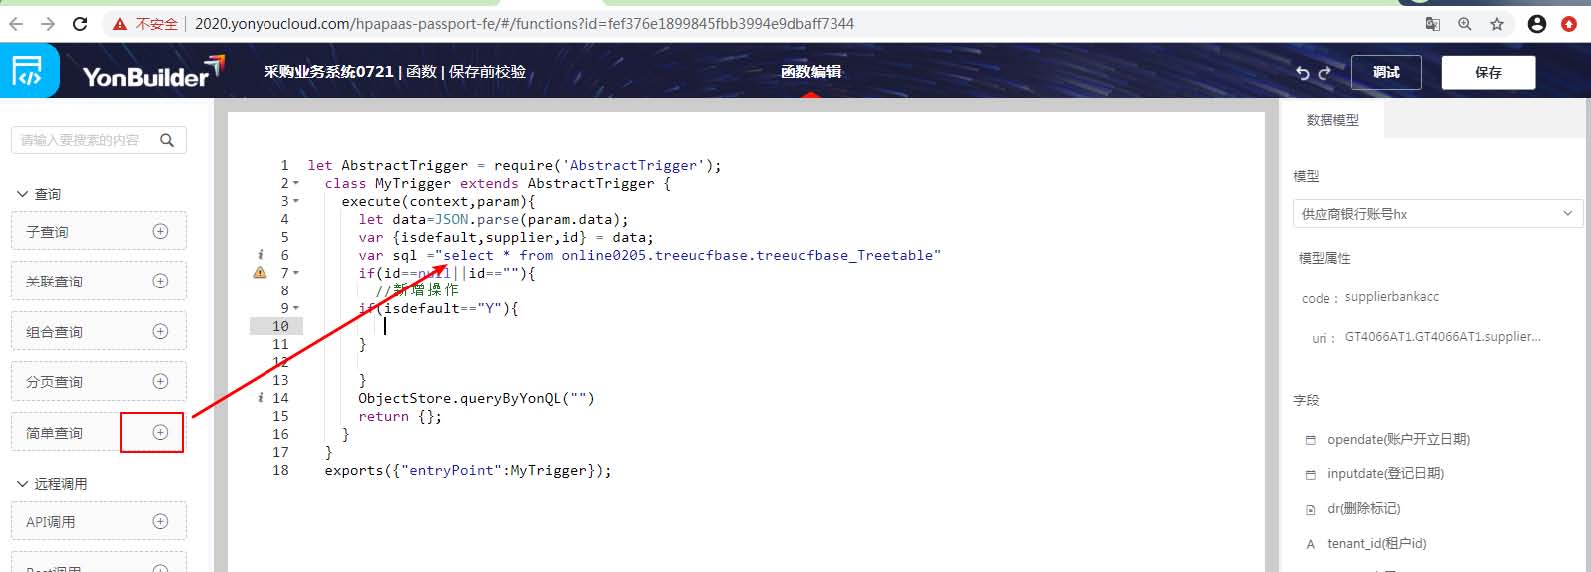 不安全 2020.yonyoucloud.com/hpapaas-passport-fe/#/functions?id=fef376e1899845fbb3994e9dbaff7344
YonBuilder 采购业务系统0721 | 函数 | 保存前校验 函数编辑 调试 保存
请输入要搜索的内容
查询
子查询
关联查询
组合查询
分页查询
简单查询
远程调用
API调用
1 let AbstractTrigger = require('AbstractTrigger');
2 class MyTrigger extends AbstractTrigger {
3 execute(context,param){
4 let data=JSON.parse(param.data);
5 var {isdefault,supplier,id} = data;
6 var sql ="select * from online0205.treeucfbase.treeucfbase_Treetable"
7 if(id==null||id==""){
8 //新增操作
9 if(isdefault=="Y"){
10
11 }
12
13 }
14 ObjectStore.queryByYonQL("")
15 return {};
16 }
17 }
18 exports({"entryPoint":MyTrigger});
数据模型
模型
供应商银行账号hx
模型属性
code： supplierbankacc
uri： GT4066AT1.GT4066AT1.supplier...
字段
opendate(账户开立日期)
inputdate(登记日期)
dr(删除标记)
A tenant_id(租户id)